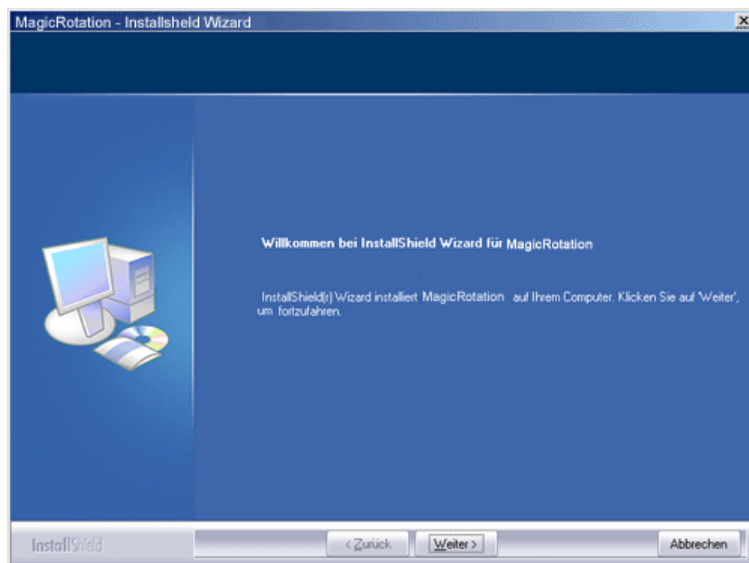 MagicRotation - Installsheld Wizard
Willkommen bei InstallShield Wizard für MagicRotation
InstallShield(r) Wizard installiert MagicRotation auf Ihrem Computer. Klicken Sie auf 'Weiter',
um fortzufahren.
InstallShield
< Zurück
Weiter >
Abbrechen